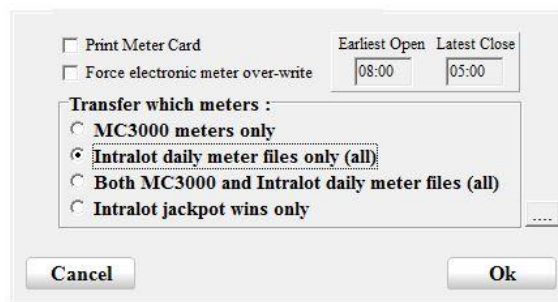 Print Meter Card
Earliest Open Latest Close
Force electronic meter over-write
08:00 05:00
Transfer which meters :
MC3000 meters only
Intralot daily meter files only (all)
Both MC3000 and Intralot daily meter files (all)
Intralot jackpot wins only
....
Cancel
Ok